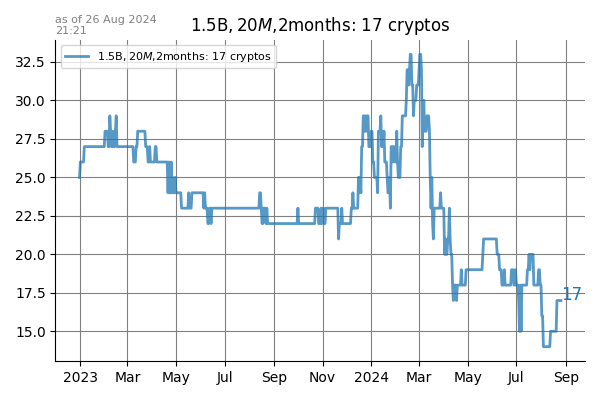 as of 26 Aug 2024
21:21
1.5B, 20M,2months: 17 cryptos
1.5B, 20M,2months: 17 cryptos
32.5
30.0
27.5
25.0
22.5
20.0
17.5
15.0
17
2023 Mar May Jul Sep Nov 2024 Mar May Jul Sep